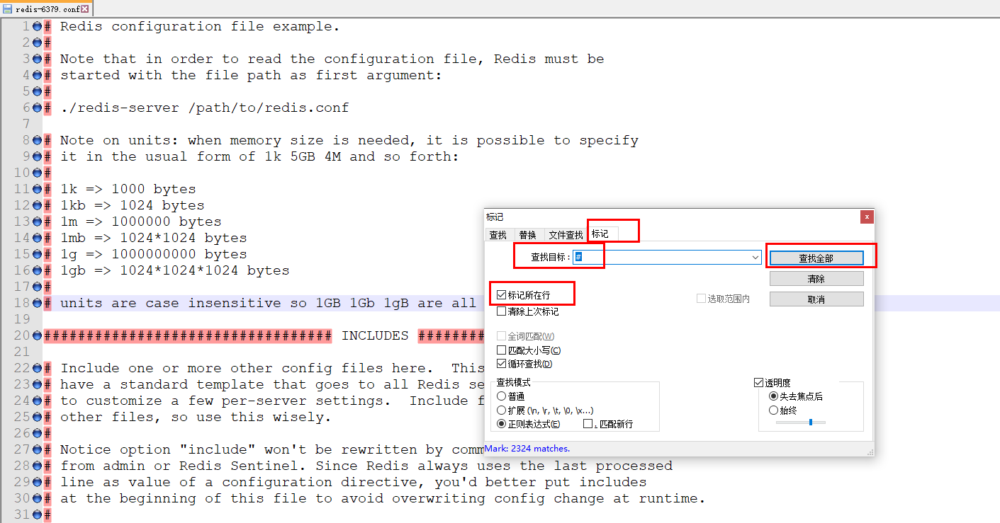 redis-6379.conf
1 # Redis configuration file example.
2 #
3 # Note that in order to read the configuration file, Redis must be
4 # started with the file path as first argument:
5 #
6 # ./redis-server /path/to/redis.conf
7
8 # Note on units: when memory size is needed, it is possible to specify
9 # it in the usual form of 1k 5GB 4M and so forth:
10 #
11 # 1k => 1000 bytes
12 # 1kb => 1024 bytes
13 # 1m => 1000000 bytes
14 # 1mb => 1024*1024 bytes
15 # 1g => 1000000000 bytes
16 # 1gb => 1024*1024*1024 bytes
17 #
18 # units are case insensitive so 1GB 1Gb 1gB are all
19
20 ################################## INCLUDES ########
21
22 # Include one or more other config files here.  This
23 # have a standard template that goes to all Redis se
24 # to customize a few per-server settings.  Include f
25 # other files, so use this wisely.
26 #
27 # Notice option "include" won't be rewritten by comm
28 # from admin or Redis Sentinel. Since Redis always uses the last processed
29 # line as value of a configuration directive, you'd better put includes
30 # at the beginning of this file to avoid overwriting config change at runtime.
31 #
标记
x
查找 替换 文件查找 标记
查找目标: #
查找全部
清除
取消
标记所在行
清除上次标记
选取范围内
全词匹配(W)
匹配大小写(C)
循环查找(D)
查找模式
普通
扩展 (\n, \r, \t, \0, \x...)
正则表达式(E) . 匹配新行
透明度
失去焦点后
始终
Mark: 2324 matches.